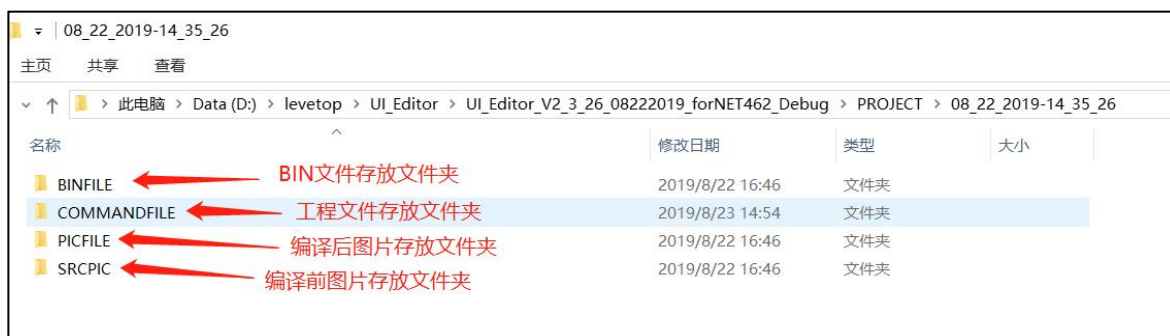 08_22_2019-14_35_26
主页 共享 查看
此电脑 > Data (D:) > levetop > UI_Editor > UI_Editor_V2_3_26_08222019_forNET462_Debug > PROJECT > 08_22_2019-14_35_26
名称 修改日期 类型 大小
BINFILE BIN文件存放文件夹 2019/8/22 16:46 文件夹
COMMANDFILE 工程文件存放文件夹 2019/8/23 14:54 文件夹
PICFILE 编译后图片存放文件夹 2019/8/22 16:46 文件夹
SRCPIC 编译前图片存放文件夹 2019/8/22 16:46 文件夹